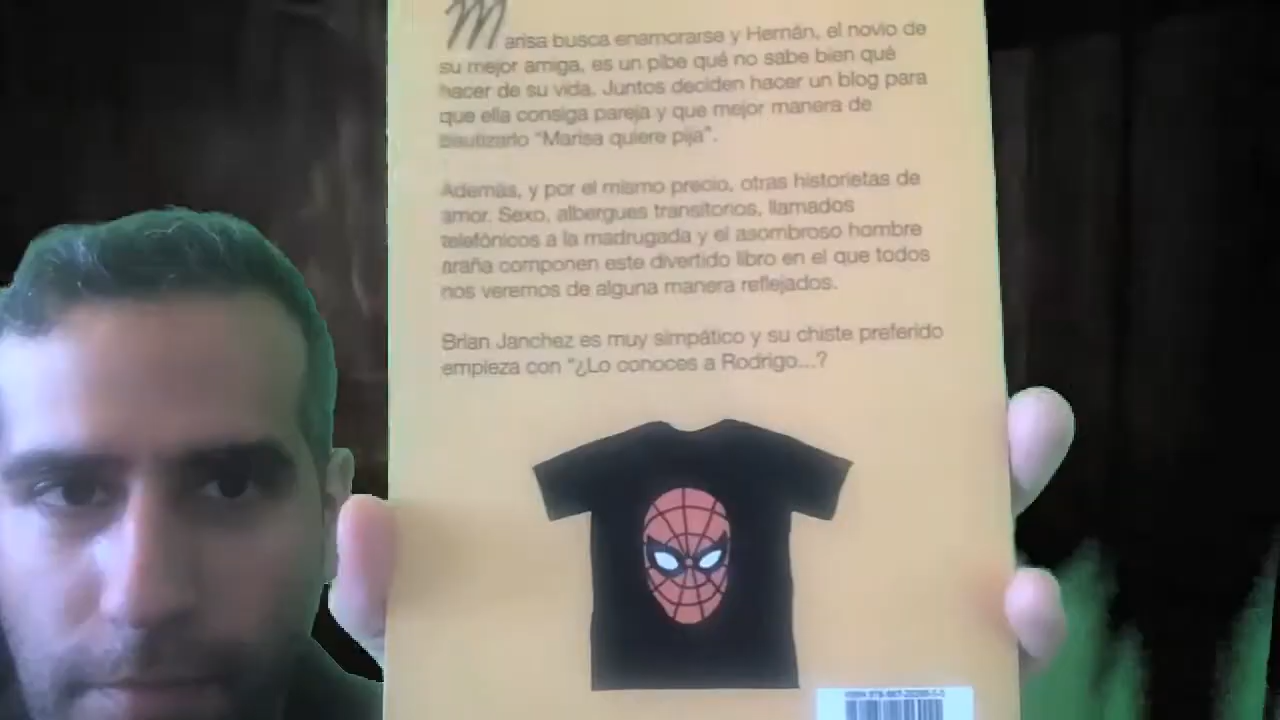 Marisa busca enamorarse y Hernán, el novio de
su mejor amiga, es un pibe qué no sabe bien qué
hacer de su vida. Juntos deciden hacer un blog para
que ella consiga pareja y que mejor manera de
bautizarlo “Marisa quiere pija”.
Además, y por el mismo precio, otras historietas de
amor. Sexo, albergues transitorios, llamados
telefónicos a la madrugada y el asombroso hombre
araña componen este divertido libro en el que todos
nos veremos de alguna manera reflejados.
Brian Janchez es muy simpático y su chiste preferido
empieza con “¿Lo conoces a Rodrigo...?
ISBN